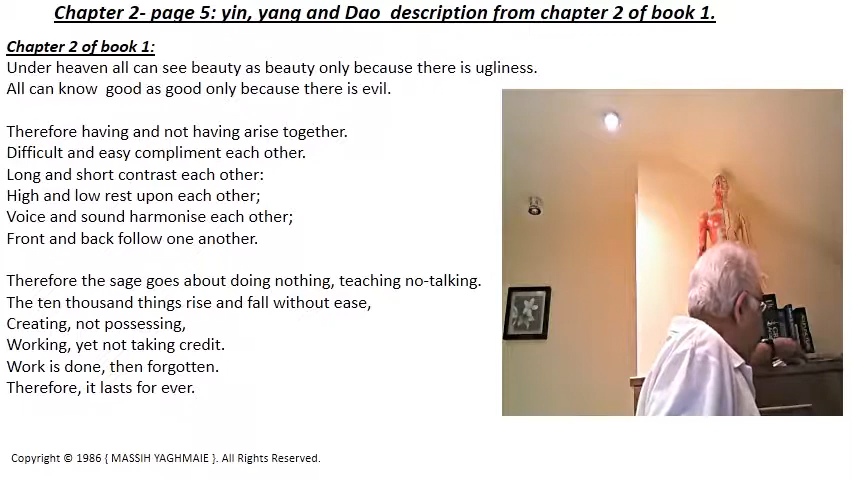 Chapter 2- page 5: yin, yang and Dao  description from chapter 2 of book 1.
Chapter 2 of book 1:
Under heaven all can see beauty as beauty only because there is ugliness.
All can know  good as good only because there is evil.
Therefore having and not having arise together.
Difficult and easy compliment each other.
Long and short contrast each other:
High and low rest upon each other;
Voice and sound harmonise each other;
Front and back follow one another.
Therefore the sage goes about doing nothing, teaching no-talking.
The ten thousand things rise and fall without ease,
Creating, not possessing,
Working, yet not taking credit.
Work is done, then forgotten.
Therefore, it lasts for ever.
Copyright © 1986 { MASSIH YAGHMAIE }. All Rights Reserved.